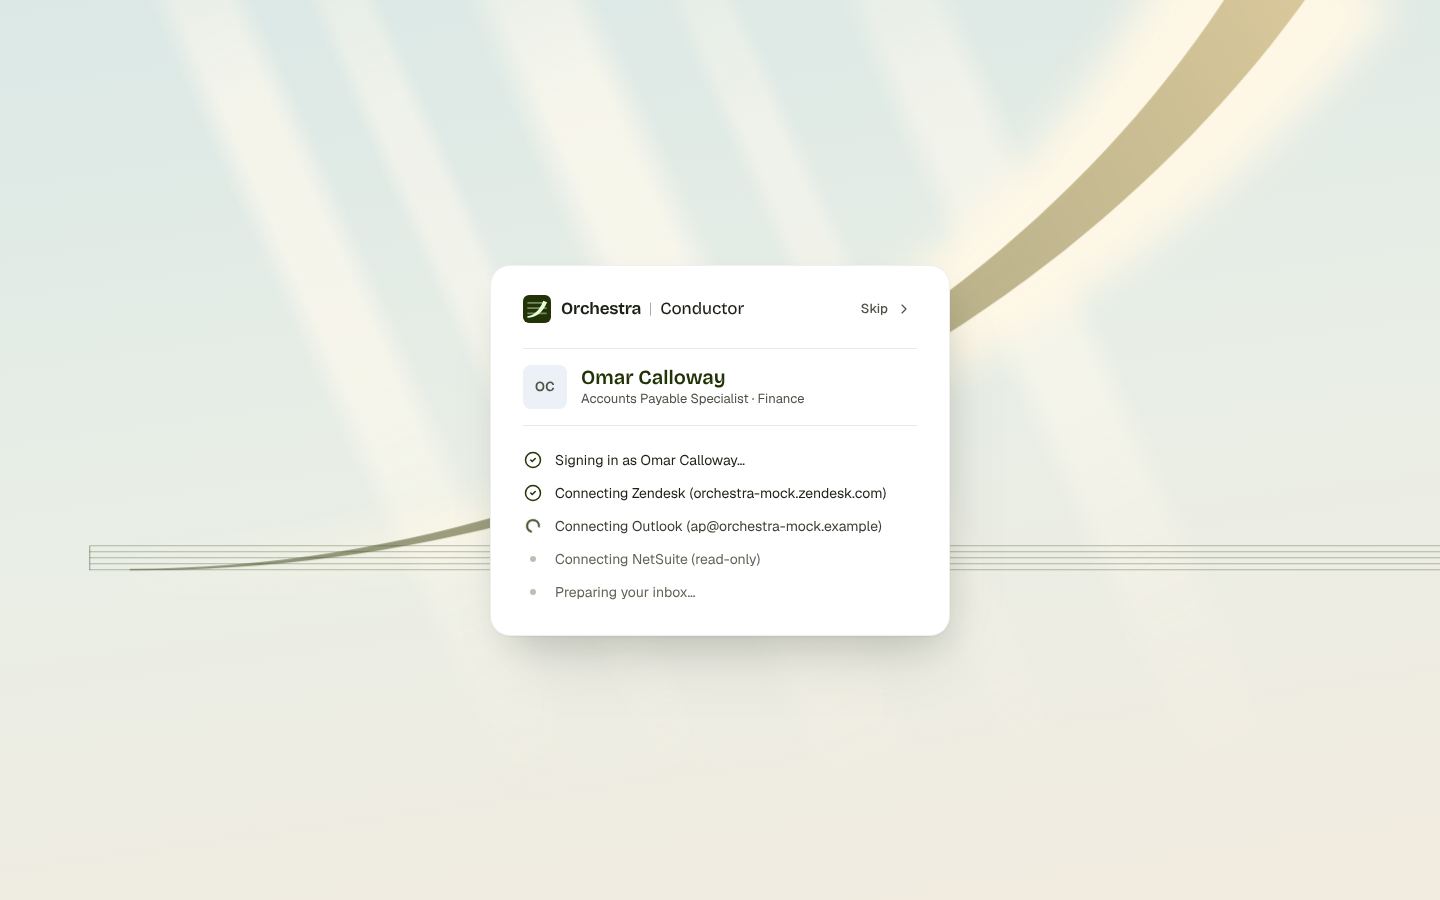 Orchestra | Conductor
Skip
OC
Omar Calloway
Accounts Payable Specialist · Finance
Signing in as Omar Calloway…
Connecting Zendesk (orchestra-mock.zendesk.com)
Connecting Outlook (ap@orchestra-mock.example)
Connecting NetSuite (read-only)
Preparing your inbox…